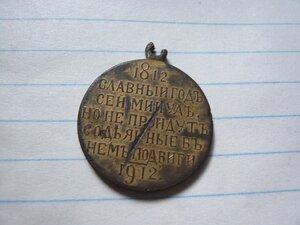 1812
СЛАВНЫЙ ГОДЪ
СЕЙ МИНУЛЪ,
НО НЕ ПРОЙДУТЪ
СОДѢЯННЫЕ ВЪ
НЕМЪ ПОДВИГИ
1912